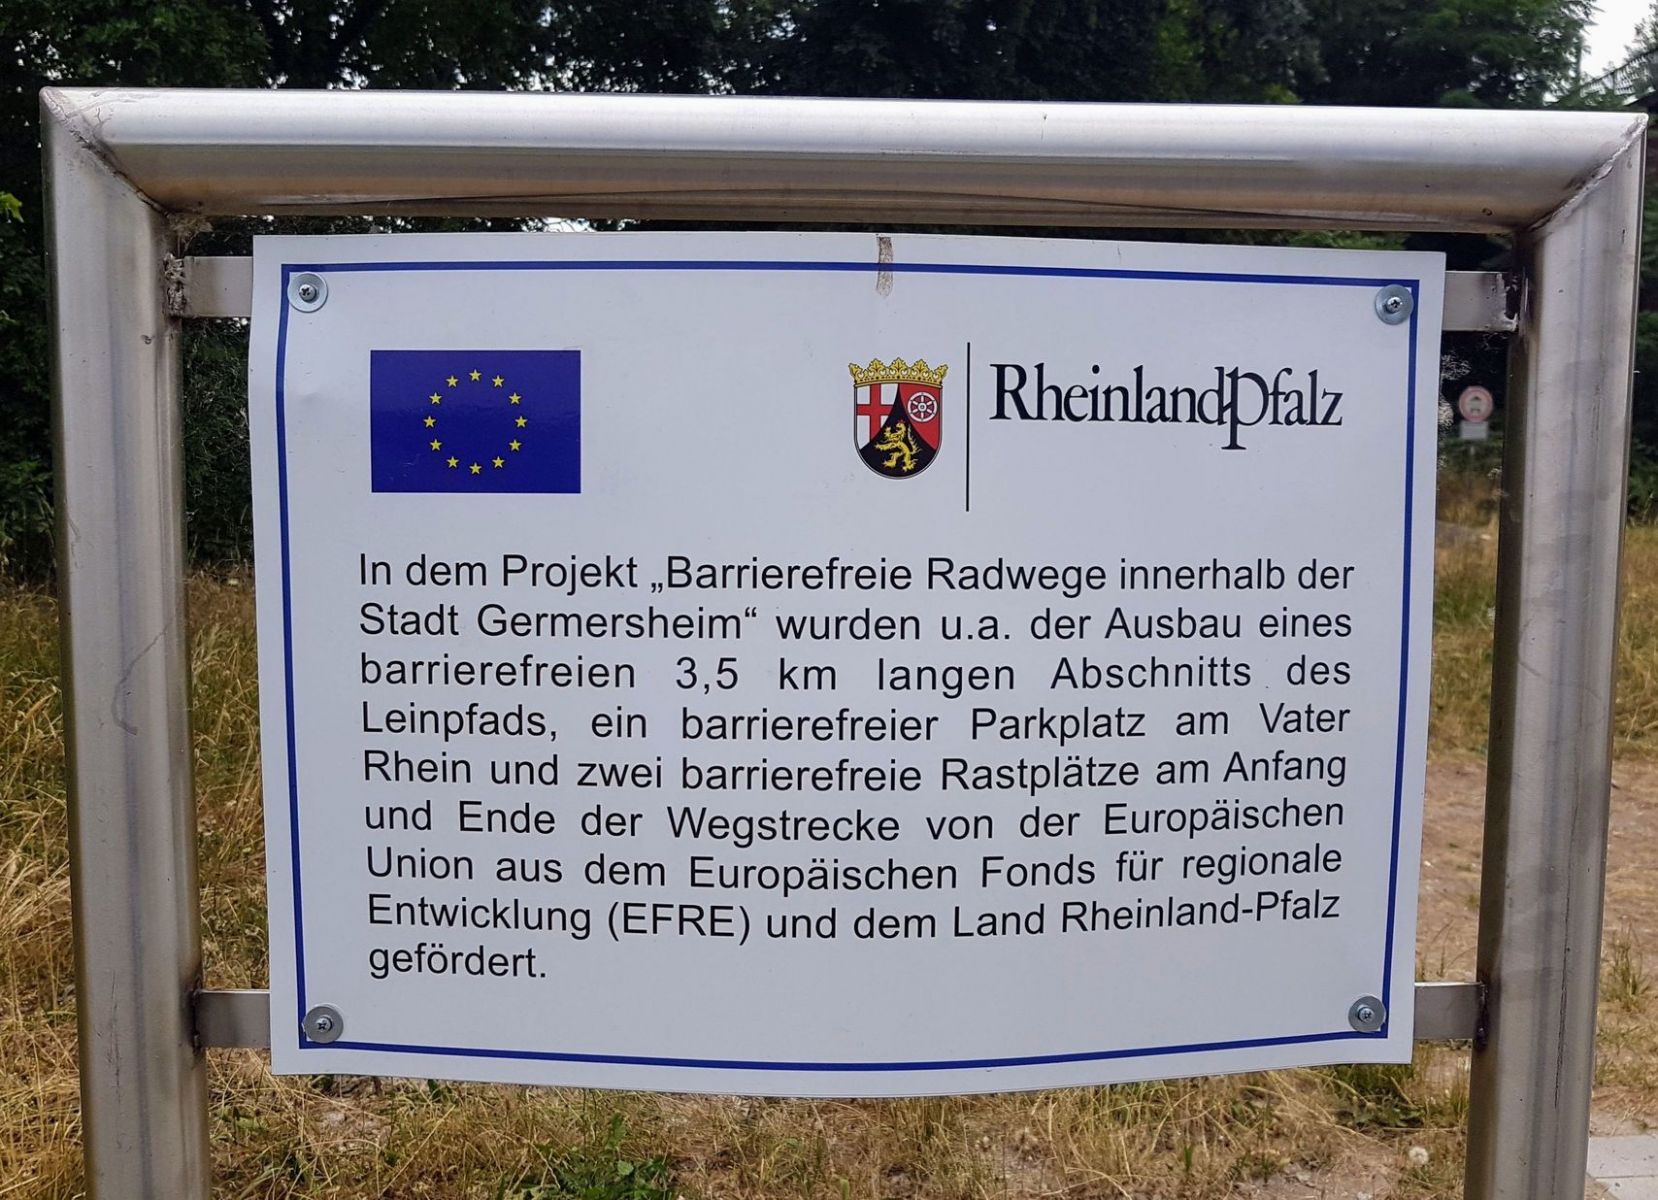 RheinlandPfalz
In dem Projekt „Barrierefreie Radwege innerhalb der
Stadt Germersheim“ wurden u.a. der Ausbau eines
barrierefreien 3,5 km langen Abschnitts des
Leinpfads, ein barrierefreier Parkplatz am Vater
Rhein und zwei barrierefreie Rastplätze am Anfang
und Ende der Wegstrecke von der Europäischen
Union aus dem Europäischen Fonds für regionale
Entwicklung (EFRE) und dem Land Rheinland-Pfalz
gefördert.